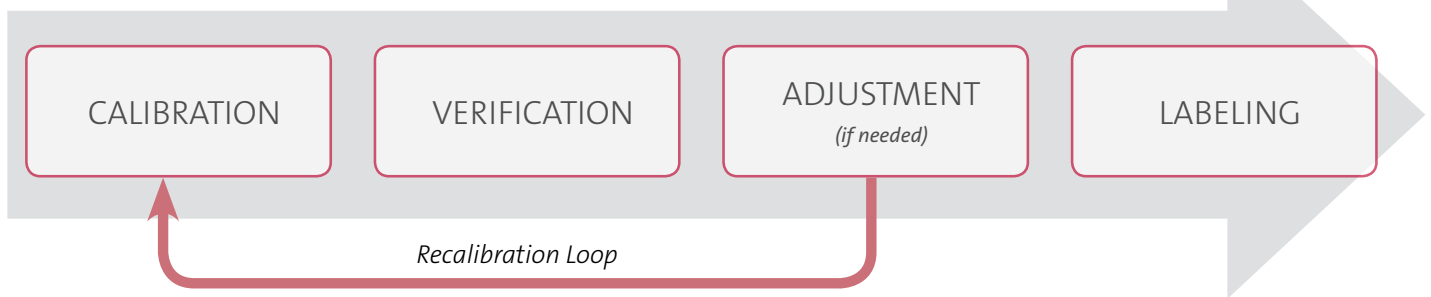 CALIBRATION
VERIFICATION
ADJUSTMENT
(if needed)
LABELING
Recalibration Loop